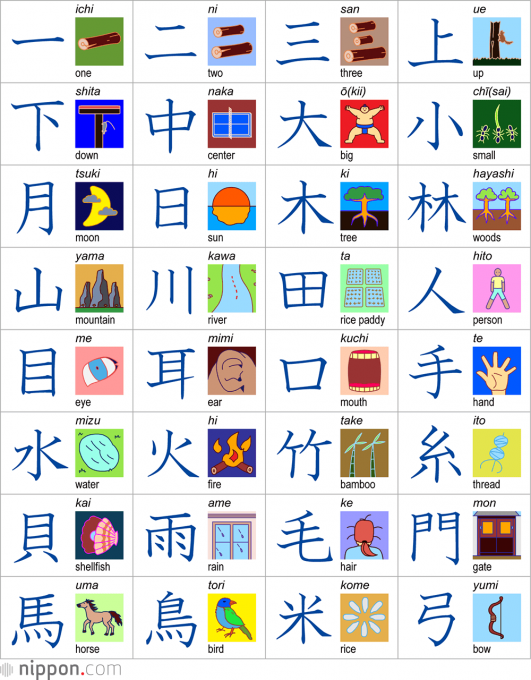 一 ichi one
二 ni two
三 san three
上 ue up
下 shita down
中 naka center
大 ō(kii) big
小 chī(sai) small
月 tsuki moon
日 hi sun
木 ki tree
林 hayashi woods
山 yama mountain
川 kawa river
田 ta rice paddy
人 hito person
目 me eye
耳 mimi ear
口 kuchi mouth
手 te hand
水 mizu water
火 hi fire
竹 take bamboo
糸 ito thread
貝 kai shellfish
雨 ame rain
毛 ke hair
門 mon gate
馬 uma horse
鳥 tori bird
米 kome rice
弓 yumi bow
nippon.com